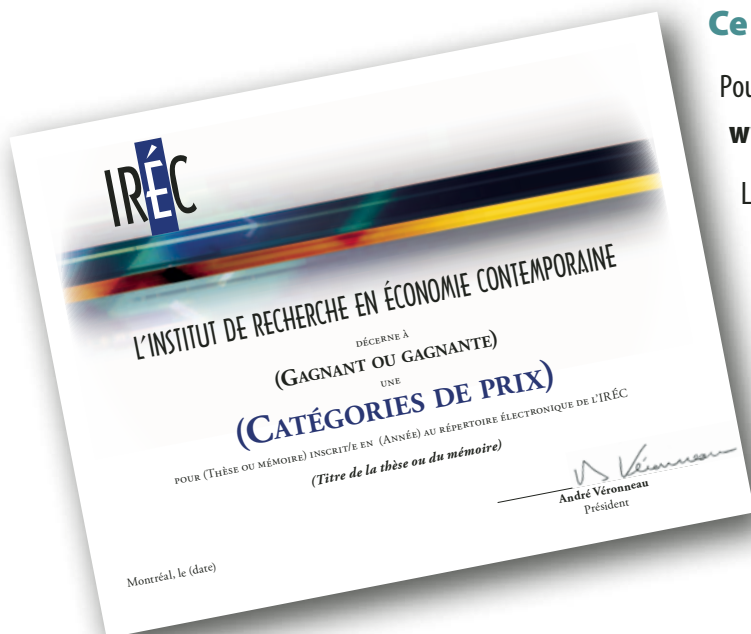 Ce
Pou
w
L
IRÉC
L'INSTITUT DE RECHERCHE EN ÉCONOMIE CONTEMPORAINE
DÉCERNE À
(GAGNANT OU GAGNANTE)
UNE
(CATÉGORIES DE PRIX)
POUR (THÈSE OU MÉMOIRE) INSCRIT/E EN (ANNÉE) AU RÉPERTOIRE ÉLECTRONIQUE DE L'IRÉC
(Titre de la thèse ou du mémoire)
Véronneau
André Véronneau
Président
Montréal, le (date)